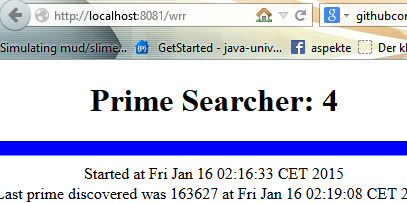 http://localhost:8081/wrr
githubcor
Simulating mud/slime... GetStarted - java-univ... aspekte Der kl
Prime Searcher: 4
Started at Fri Jan 16 02:16:33 CET 2015
Last prime discovered was 163627 at Fri Jan 16 02:19:08 CET 2